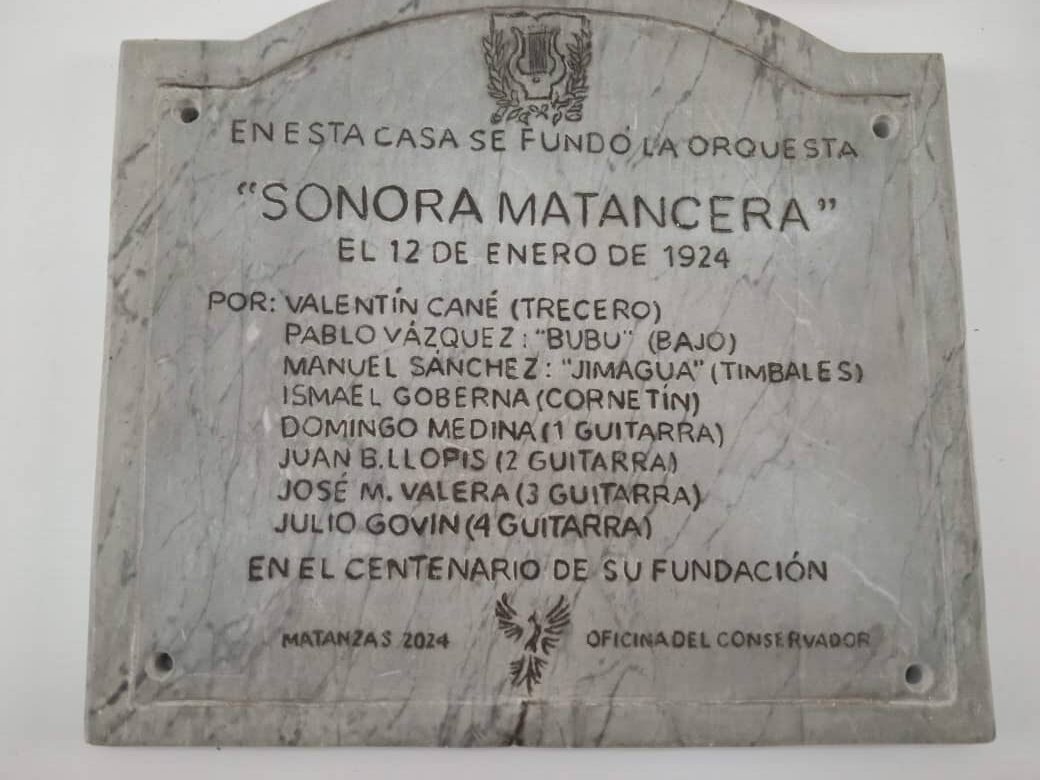 EN ESTA CASA SE FUNDÓ LA ORQUESTA
"SONORA MATANCERA"
EL 12 DE ENERO DE 1924
POR: VALENTÍN CANÉ (TRECERO)
PABLO VÁZQUEZ: "BUBU" (BAJO)
MANUEL SÁNCHEZ: "JIMAGUA" (TIMBALES)
ISMAEL GOBERNA (CORNETÍN)
DOMINGO MEDINA (1 GUITARRA)
JUAN B. LLOPIS (2 GUITARRA)
JOSÉ M. VALERA (3 GUITARRA)
JULIO GOVIN (4 GUITARRA)
EN EL CENTENARIO DE SU FUNDACIÓN
MATANZAS 2024 OFICINA DEL CONSERVADOR